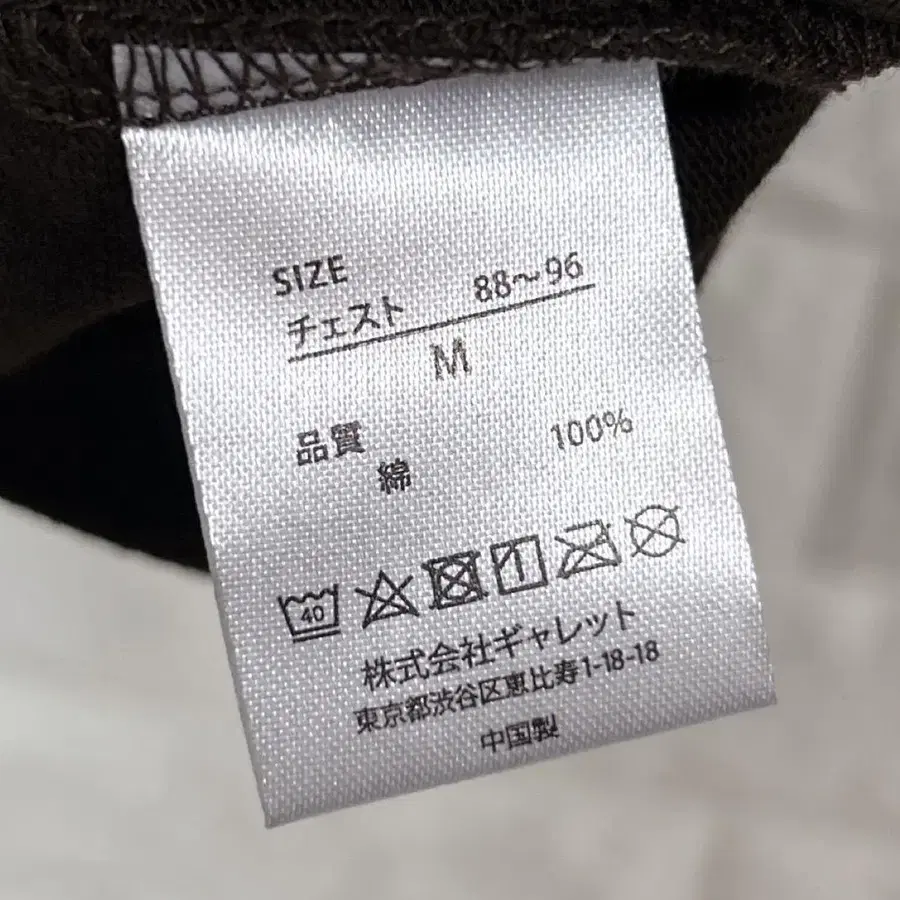 SIZE
チェスト 88～96
M
品質
綿 100%
40
株式会社ギャレット
東京都渋谷区恵比寿1-18-18
中国製